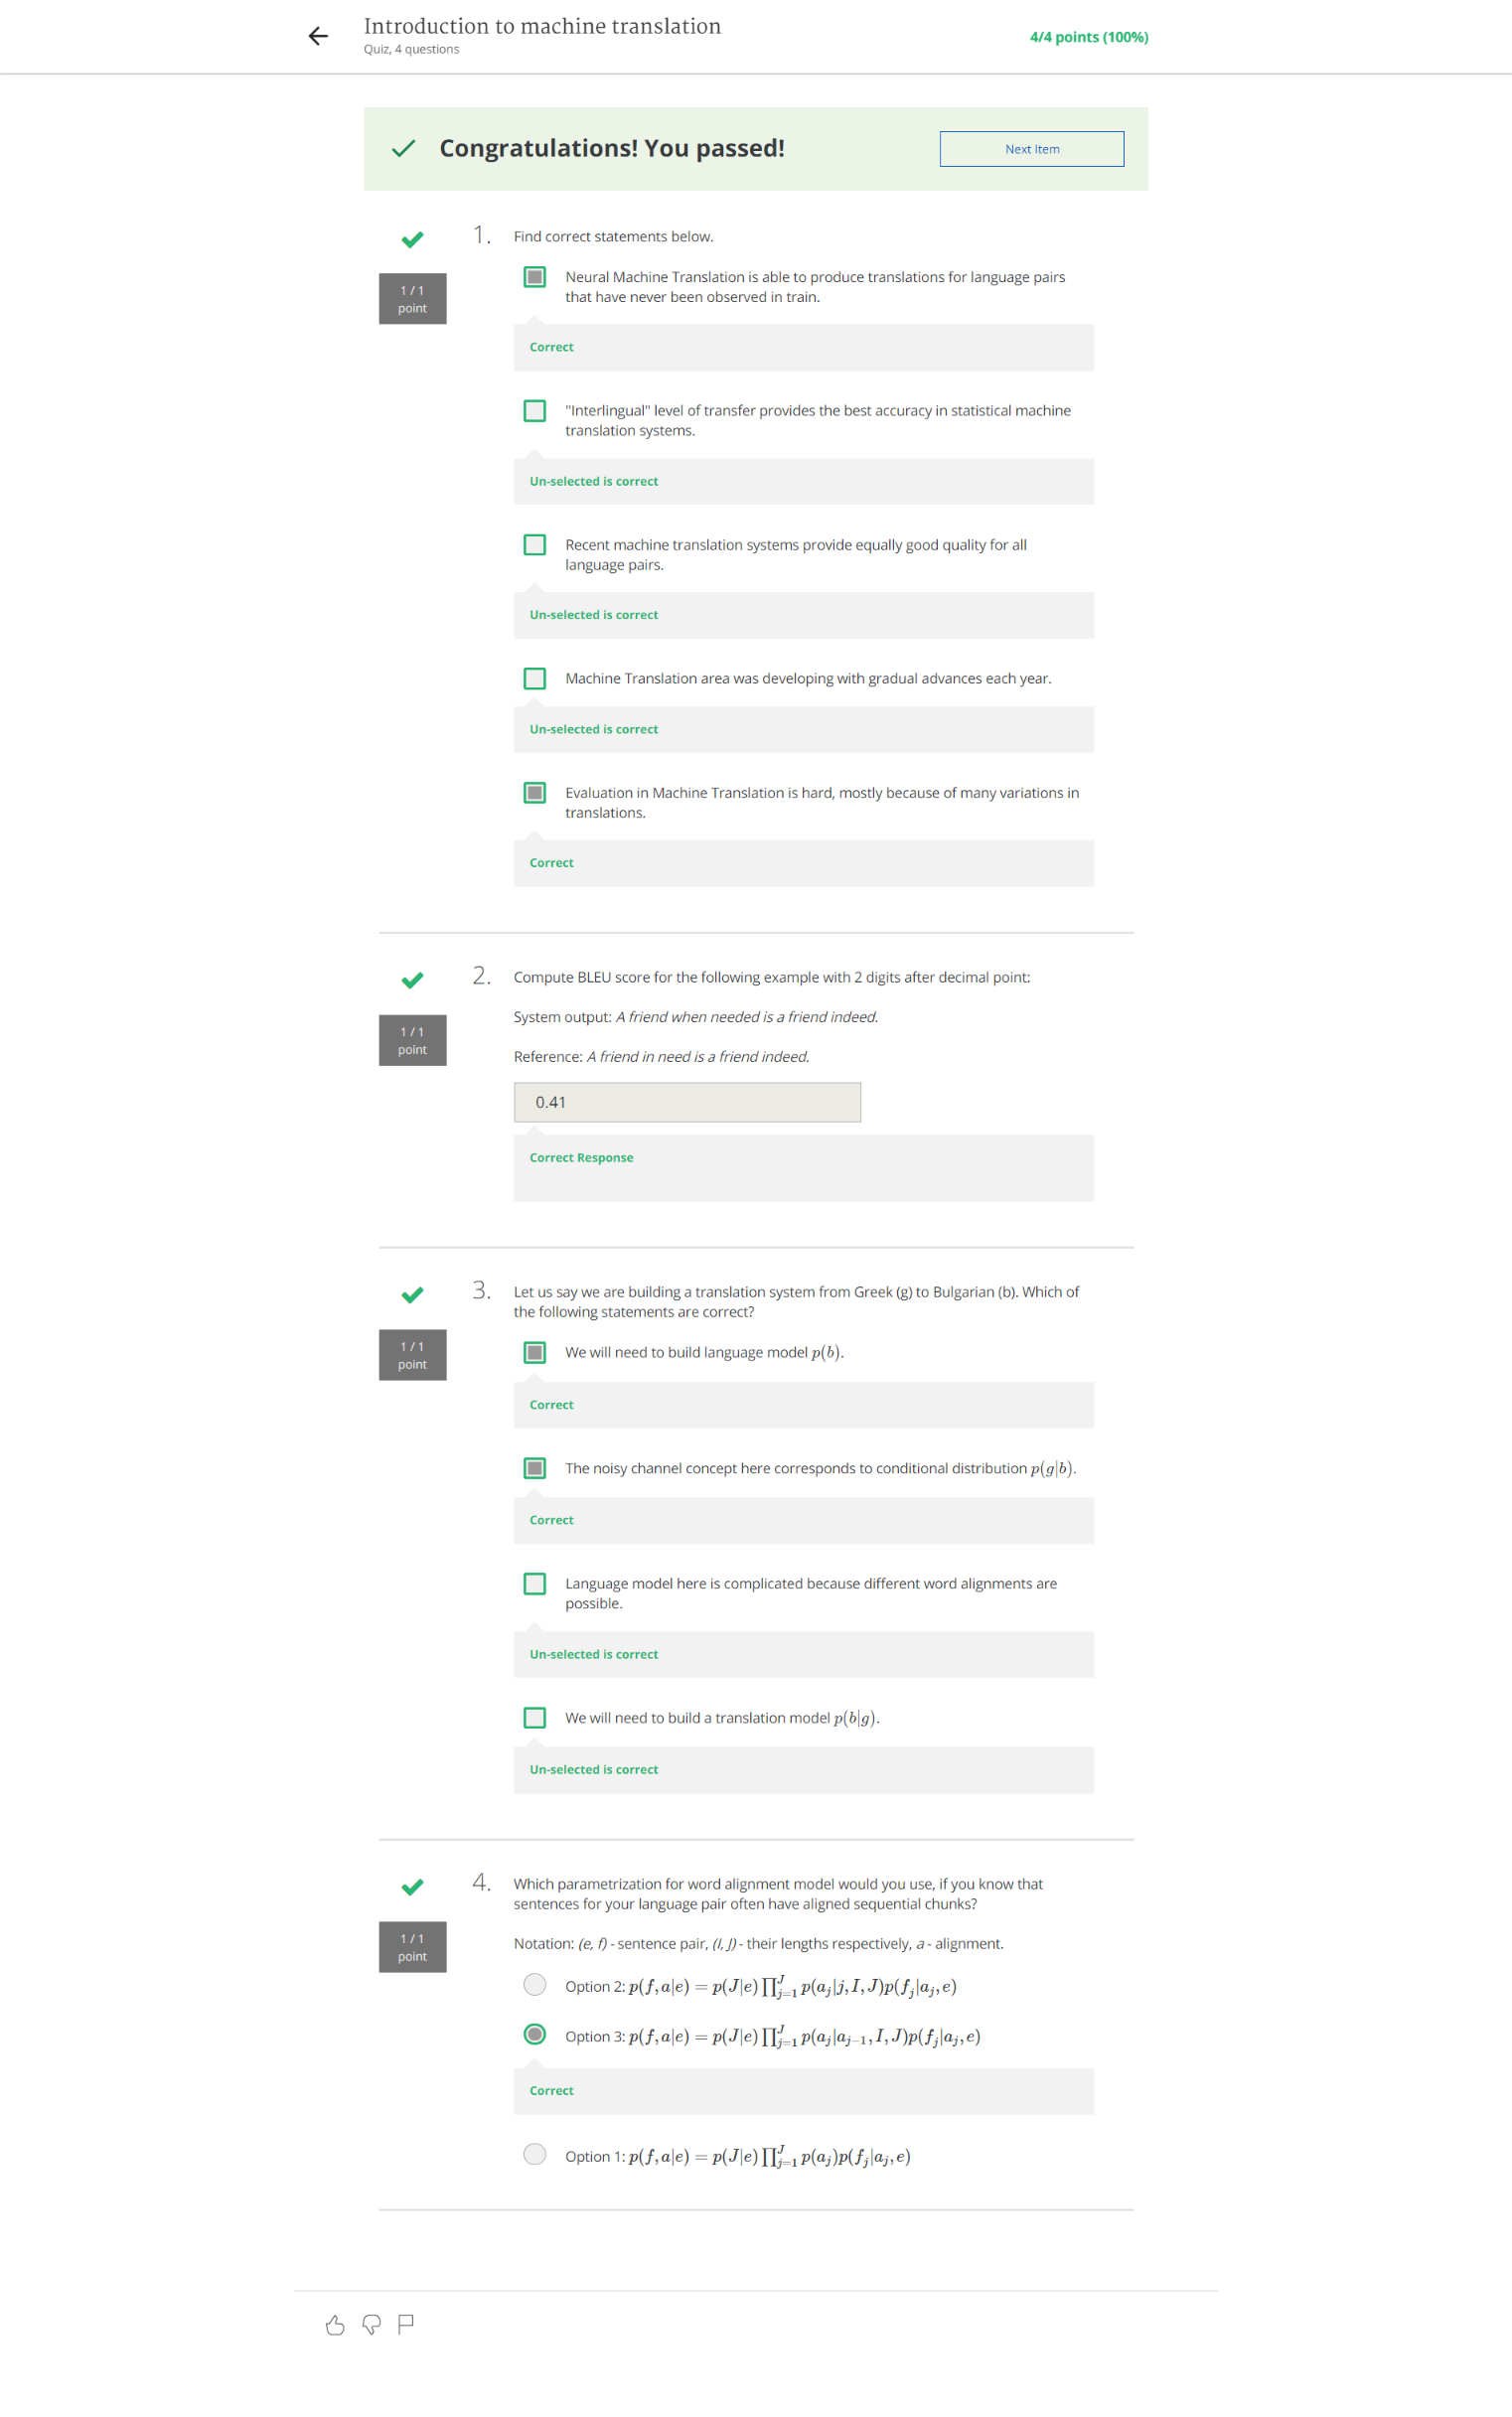 Introduction to machine translation
Quiz, 4 questions
4/4 points (100%)
Congratulations! You passed!
Next Item
1 / 1
point
1.
Find correct statements below.
Neural Machine Translation is able to produce translations for language pairs
that have never been observed in train.
Correct
"Interlingual" level of transfer provides the best accuracy in statistical machine
translation systems.
Un-selected is correct
Recent machine translation systems provide equally good quality for all
language pairs.
Un-selected is correct
Machine Translation area was developing with gradual advances each year.
Un-selected is correct
Evaluation in Machine Translation is hard, mostly because of many variations in
translations.
Correct
1 / 1
point
2.
Compute BLEU score for the following example with 2 digits after decimal point:
System output: A friend when needed is a friend indeed.
Reference: A friend in need is a friend indeed.
0.41
Correct Response
1 / 1
point
3.
Let us say we are building a translation system from Greek (g) to Bulgarian (b). Which of
the following statements are correct?
We will need to build language model p(b).
Correct
The noisy channel concept here corresponds to conditional distribution p(g|b).
Correct
Language model here is complicated because different word alignments are
possible.
Un-selected is correct
We will need to build a translation model p(b|g).
Un-selected is correct
1 / 1
point
4.
Which parametrization for word alignment model would you use, if you know that
sentences for your language pair often have aligned sequential chunks?
Notation: (e, f) - sentence pair, (I, J) - their lengths respectively, a - alignment.
Option 2: p(f, a|e) = p(J|e) ∏_{j=1}^{J} p(a_j|j, I, J)p(f_j|a_j, e)
Option 3: p(f, a|e) = p(J|e) ∏_{j=1}^{J} p(a_j|a_{j−1}, I, J)p(f_j|a_j, e)
Correct
Option 1: p(f, a|e) = p(J|e) ∏_{j=1}^{J} p(a_j)p(f_j|a_j, e)